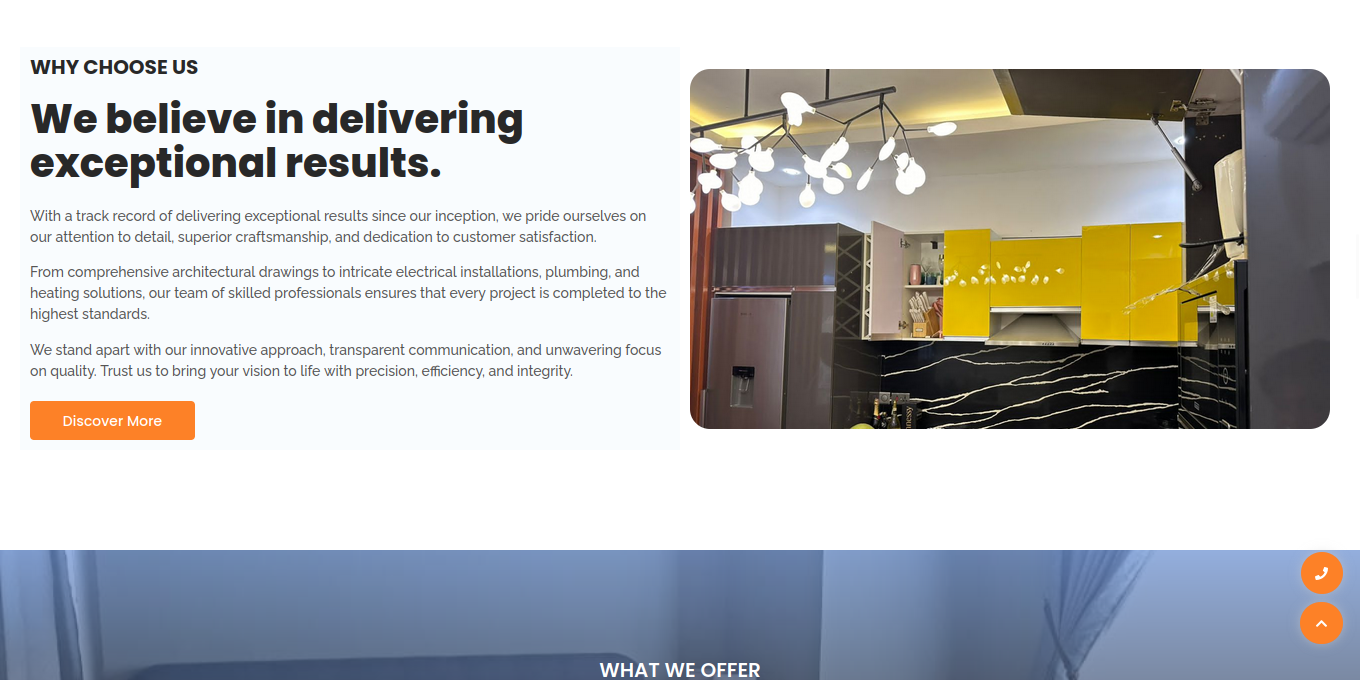 WHY CHOOSE US
We believe in delivering
exceptional results.
With a track record of delivering exceptional results since our inception, we pride ourselves on
our attention to detail, superior craftsmanship, and dedication to customer satisfaction.
From comprehensive architectural drawings to intricate electrical installations, plumbing, and
heating solutions, our team of skilled professionals ensures that every project is completed to the
highest standards.
We stand apart with our innovative approach, transparent communication, and unwavering focus
on quality. Trust us to bring your vision to life with precision, efficiency, and integrity.
Discover More
WHAT WE OFFER